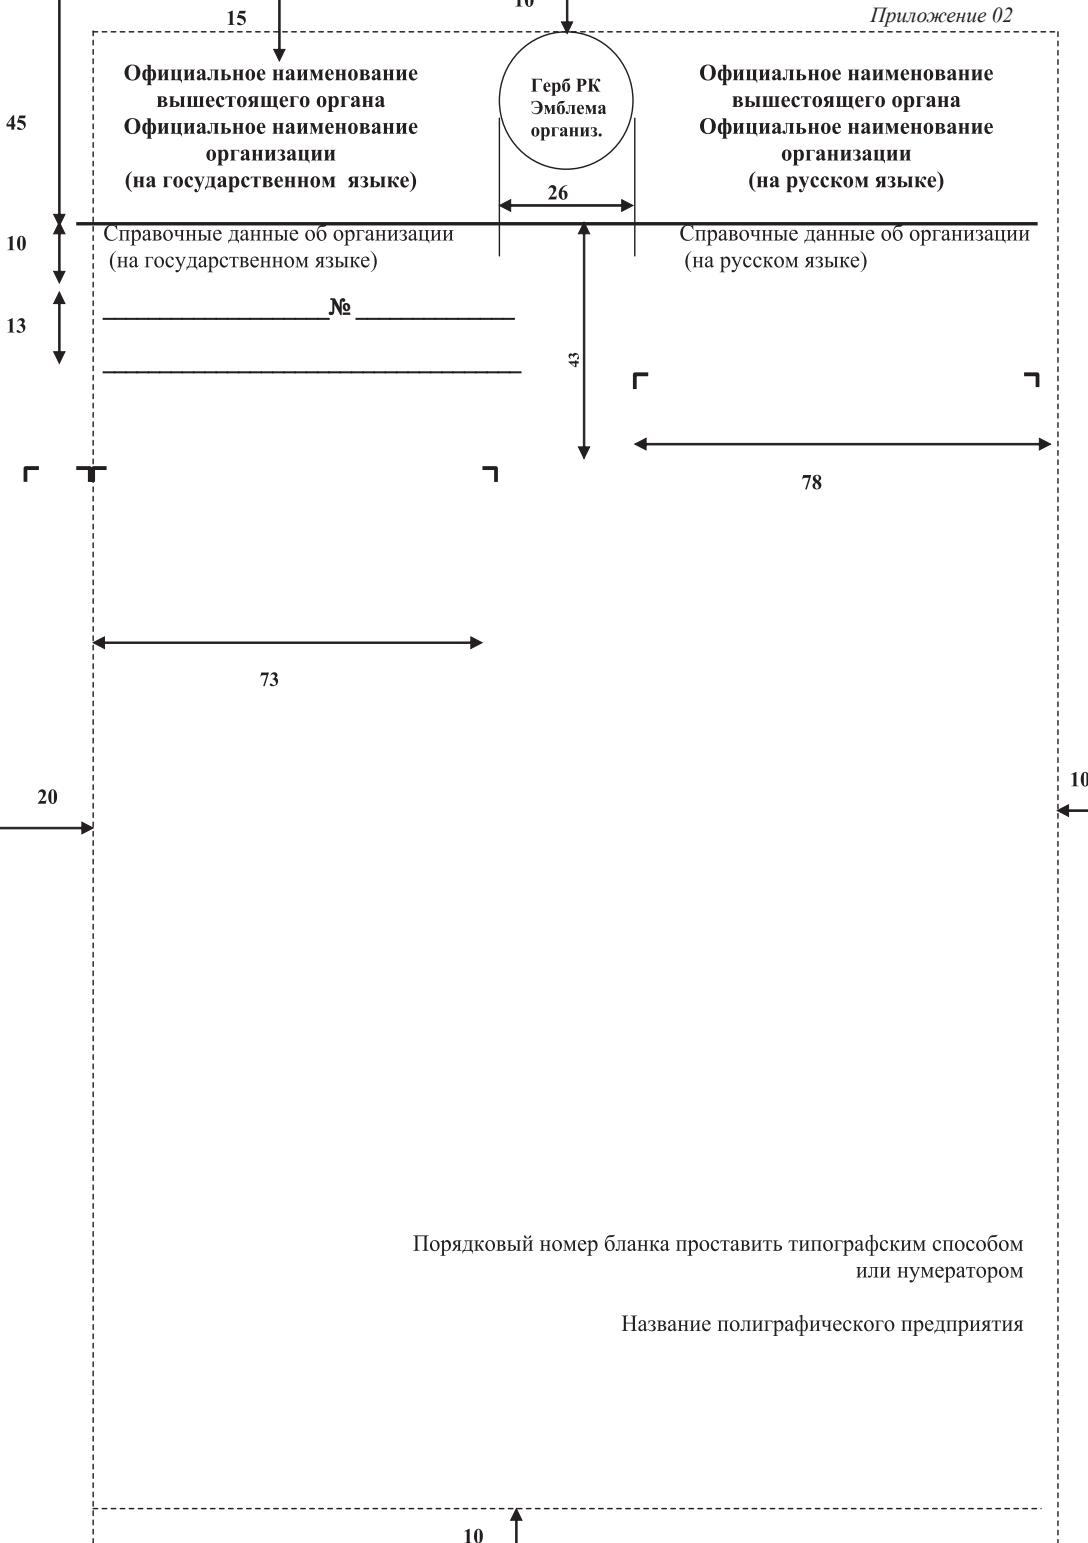 10
15
Приложение 02
Официальное наименование
вышестоящего органа
Официальное наименование
организации
(на государственном языке)
Герб РК
Эмблема
организ.
Официальное наименование
вышестоящего органа
Официальное наименование
организации
(на русском языке)
45
26
10
Справочные данные об организации
(на государственном языке)
Справочные данные об организации
(на русском языке)
13
____________________№ ______________
_____________________________________
43
78
73
20
10
Порядковый номер бланка проставить типографским способом
или нумератором
Название полиграфического предприятия
10